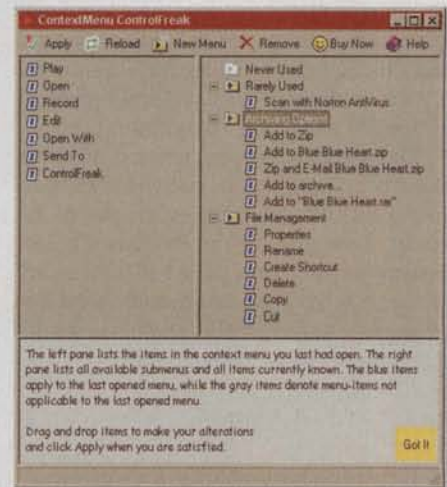 ContextMenu ControlFreak
Apply Reload New Menu Remove Buy Now Help
Play
Open
Record
Edit
Open With
Send To
ControlFreak
Never Used
Rarely Used
Scan with Norton AntiVirus
Archiving Options
Add to Zip
Add to Blue Blue Heart.zip
Zip and E-Mail Blue Blue Heart.zip
Add to archive...
Add to "Blue Blue Heart.rar"
File Management
Properties
Rename
Create Shortcut
Delete
Copy
Cut
The left pane lists the items in the context menu you last had open. The right
pane lists all available submenus and all items currently known. The blue items
apply to the last opened menu, while the gray items denote menu-items not
applicable to the last opened menu.
Drag and drop items to make your alterations
and click Apply when you are satisfied.
Got It